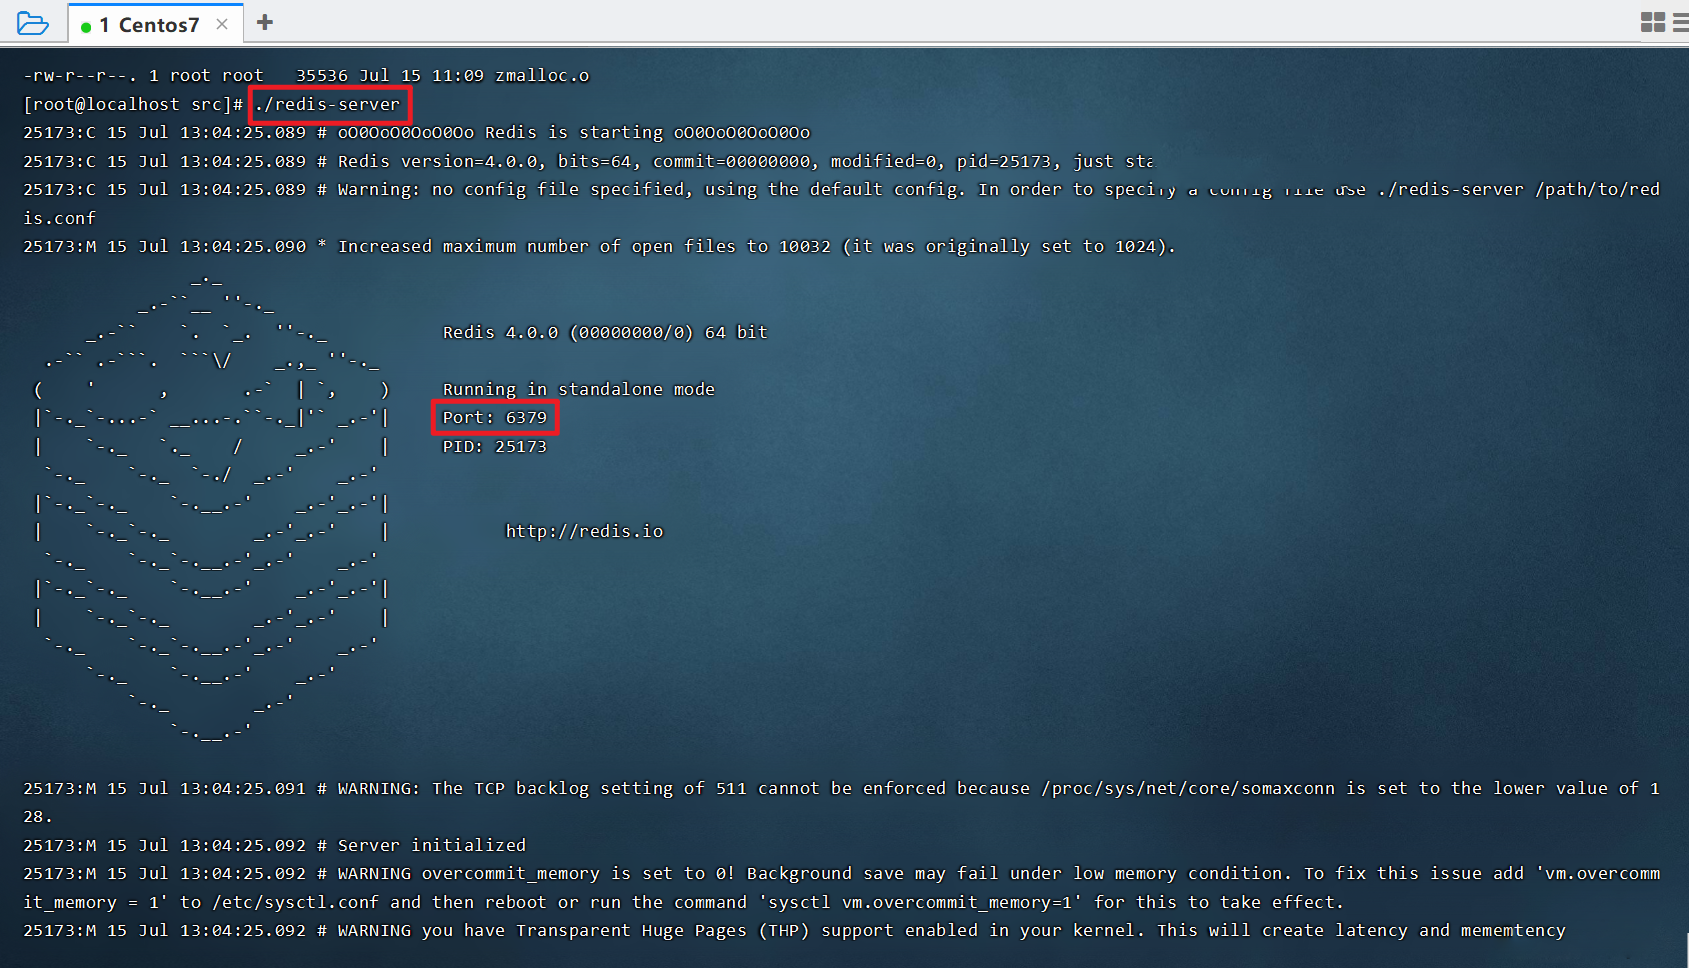 1 Centos7
-rw-r--r--. 1 root root   35536 Jul 15 11:09 zmalloc.o
[root@localhost src]# ./redis-server
25173:C 15 Jul 13:04:25.089 # oO0OoO0OoO0Oo Redis is starting oO0OoO0OoO0Oo
25173:C 15 Jul 13:04:25.089 # Redis version=4.0.0, bits=64, commit=00000000, modified=0, pid=25173, just sta
25173:C 15 Jul 13:04:25.089 # Warning: no config file specified, using the default config. In order to specify a config file use ./redis-server /path/to/red
is.conf
25173:M 15 Jul 13:04:25.090 * Increased maximum number of open files to 10032 (it was originally set to 1024).
Redis 4.0.0 (00000000/0) 64 bit
Running in standalone mode
Port: 6379
PID: 25173
http://redis.io
25173:M 15 Jul 13:04:25.091 # WARNING: The TCP backlog setting of 511 cannot be enforced because /proc/sys/net/core/somaxconn is set to the lower value of 1
28.
25173:M 15 Jul 13:04:25.092 # Server initialized
25173:M 15 Jul 13:04:25.092 # WARNING overcommit_memory is set to 0! Background save may fail under low memory condition. To fix this issue add 'vm.overcomm
it_memory = 1' to /etc/sysctl.conf and then reboot or run the command 'sysctl vm.overcommit_memory=1' for this to take effect.
25173:M 15 Jul 13:04:25.092 # WARNING you have Transparent Huge Pages (THP) support enabled in your kernel. This will create latency and mememtency